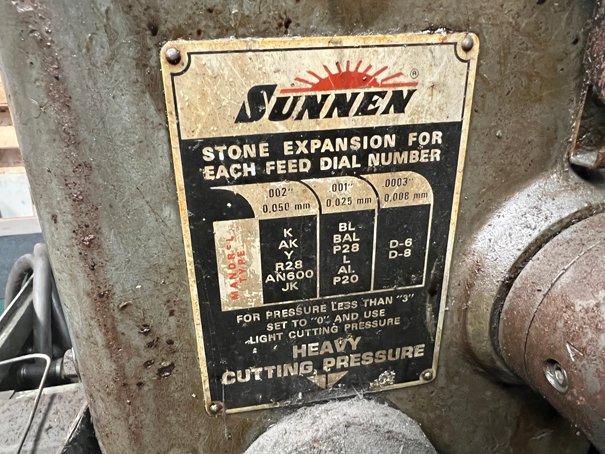 SUNNEN ®
STONE EXPANSION FOR
EACH FEED DIAL NUMBER
.002" .001" .0003"
0,050 mm 0,025 mm 0,008 mm
MANDREL
TYPE
K
AK
Y
R28
AN600
JK
BL
BAL
P28
L
AL
P20
D-6
D-8
FOR PRESSURE LESS THAN "3"
SET TO "0" AND USE
LIGHT CUTTING PRESSURE
HEAVY
CUTTING PRESSURE